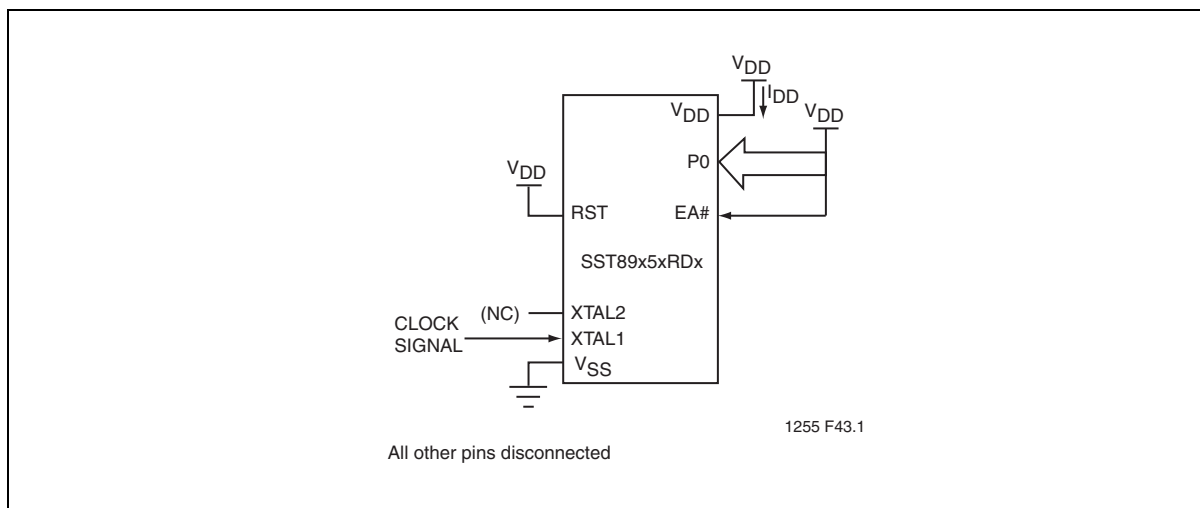 VDD
IDD
VDD
VDD
P0
VDD
RST
EA#
SST89x5xRDx
(NC)
XTAL2
CLOCK
SIGNAL
XTAL1
VSS
1255 F43.1
All other pins disconnected